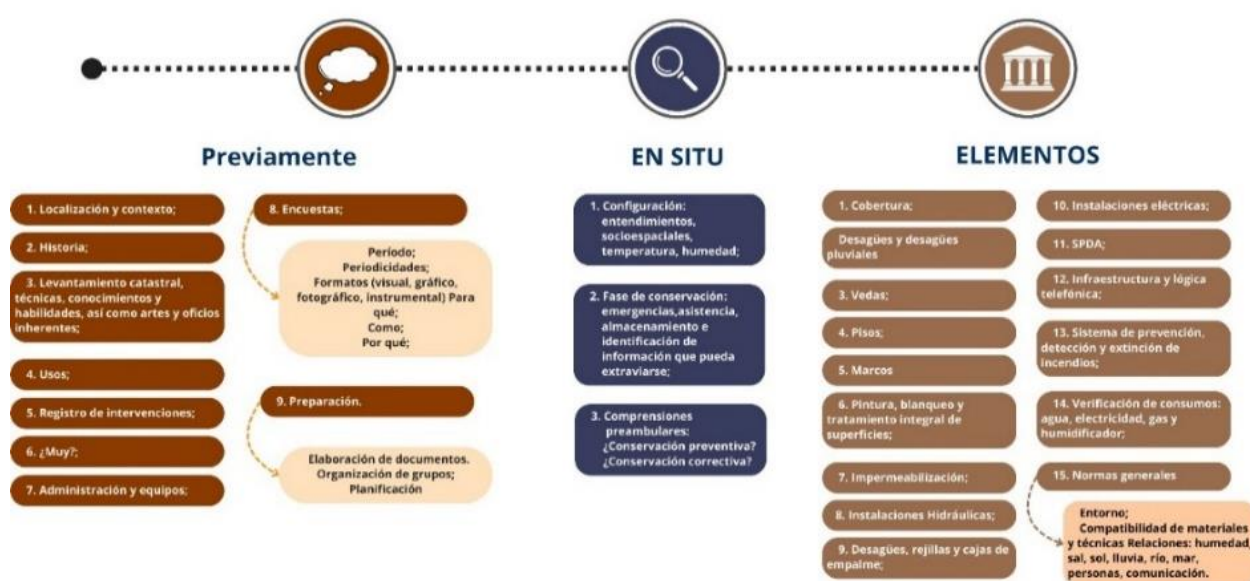 Previamente
1. Localización y contexto;
2. Historia;
3. Levantamiento catastral,
técnicas, conocimientos y
habilidades, así como artes y oficios
inherentes;
4. Usos;
5. Registro de intervenciones;
6. ¿Muy?;
7. Administración y equipos;
8. Encuestas;
Período;
Periodicidades;
Formatos (visual, gráfico,
fotográfico, instrumental) Para
qué;
Como;
Por qué;
9. Preparación.
Elaboración de documentos.
Organización de grupos;
Planificación
EN SITU
1. Configuración:
entendimientos,
socioespaciales,
temperatura, humedad;
2. Fase de conservación:
emergencias,asistencia,
almacenamiento e
identificación de
información que pueda
extraviarse;
3. Comprensiones
preambulares:
¿Conservación preventiva?
¿Conservación correctiva?
ELEMENTOS
1. Cobertura;
Desagües y desagües
pluviales
3. Vedas;
4. Pisos;
5. Marcos
6. Pintura, blanqueo y
tratamiento integral de
superficies;
7. Impermeabilización;
8. Instalaciones Hidráulicas;
9. Desagües, rejillas y cajas de
empalme;
10. Instalaciones eléctricas;
11. SPDA;
12. Infraestructura y lógica
telefónica;
13. Sistema de prevención,
detección y extinción de
incendios;
14. Verificación de consumos:
agua, electricidad, gas y
humidificador;
15. Normas generales
Entorno;
Compatibilidad de materiales
y técnicas Relaciones: humedad,
sal, sol, lluvia, río, mar,
personas, comunicación.